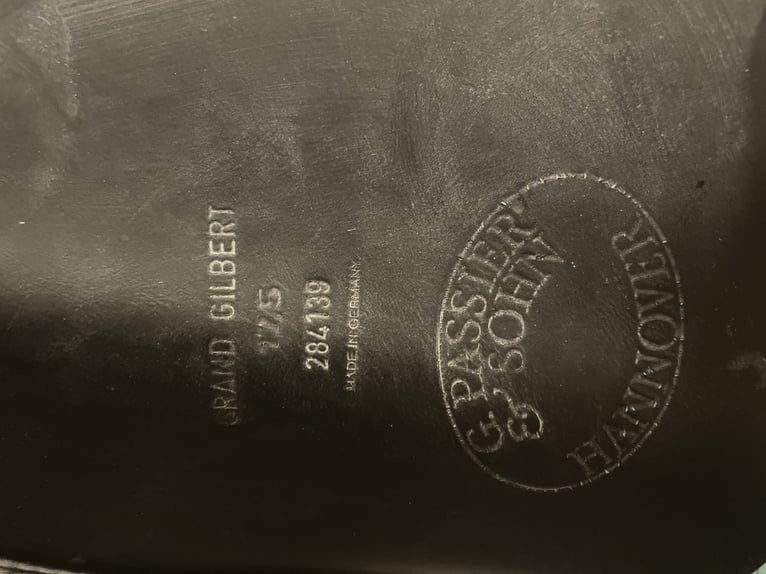 GRAND GILBERT
17/5
284139
MADE IN GERMANY
G. PASSIER
& SOHN
HANNOVER